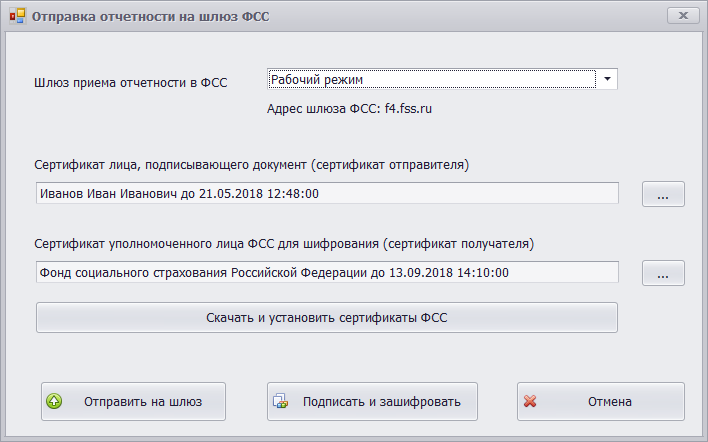 Отправка отчетности на шлюз ФСС
Шлюз приема отчетности в ФСС
Рабочий режим
Адрес шлюза ФСС: f4.fss.ru
Сертификат лица, подписывающего документ (сертификат отправителя)
Иванов Иван Иванович до 21.05.2018 12:48:00
...
Сертификат уполномоченного лица ФСС для шифрования (сертификат получателя)
Фонд социального страхования Российской Федерации до 13.09.2018 14:10:00
...
Скачать и установить сертификаты ФСС
Отправить на шлюз
Подписать и зашифровать
Отмена